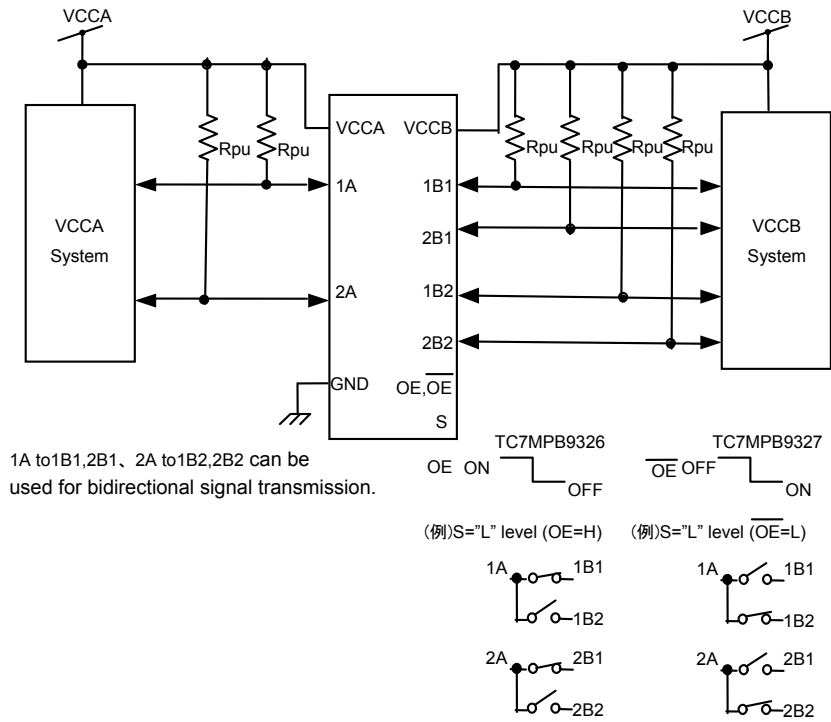 VCCA
VCCB
VCCA VCCB
Rpu Rpu
Rpu Rpu Rpu Rpu
1A 1B1
VCCA
System
2B1
VCCB
System
2A 1B2
2B2
GND OE,O̅E̅
S
1A to1B1,2B1、 2A to1B2,2B2 can be
used for bidirectional signal transmission.
TC7MPB9326
OE ON
OFF
TC7MPB9327
O̅E̅ OFF
ON
(例)S="L" level (OE=H)
(例)S="L" level (O̅E̅=L)
1A 1B1
1B2
2A 2B1
2B2
1A 1B1
1B2
2A 2B1
2B2